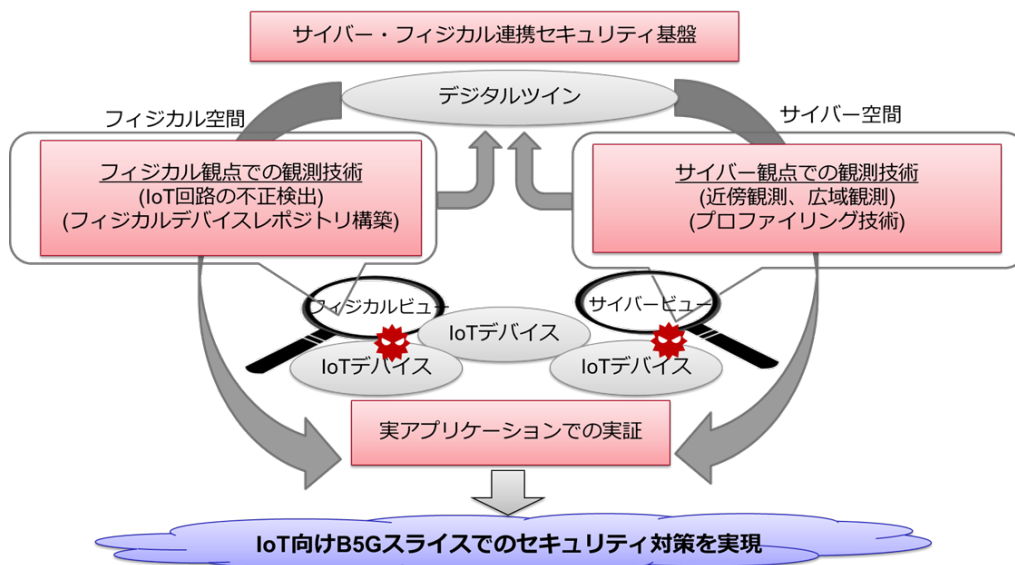 サイバー・フィジカル連携セキュリティ基盤
デジタルツイン
フィジカル空間
サイバー空間
フィジカル観点での観測技術
(IoT回路の不正検出)
(フィジカルデバイスレポジトリ構築)
サイバー観点での観測技術
(近傍観測、広域観測)
(プロファイリング技術)
フィジカルビュー
サイバービュー
IoTデバイス
IoTデバイス
IoTデバイス
実アプリケーションでの実証
IoT向けB5Gスライスでのセキュリティ対策を実現